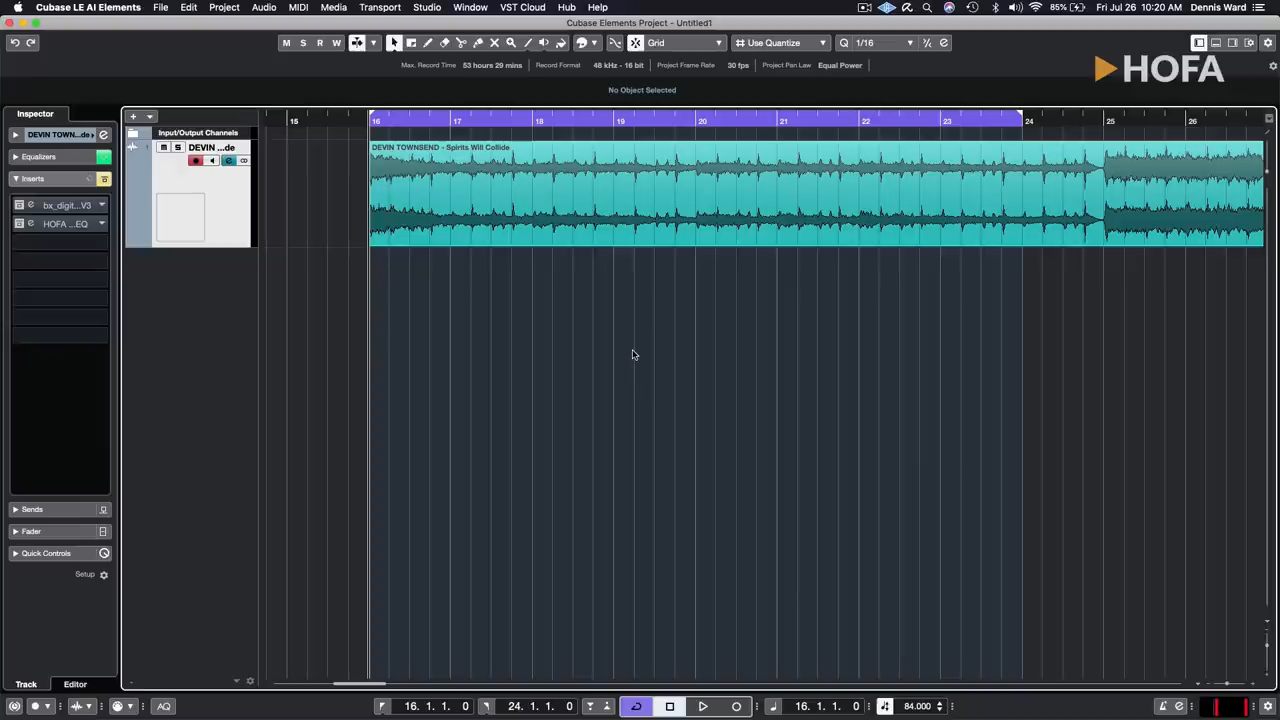 Cubase LE AI Elements File Edit Project Audio MIDI Media Transport Studio Window VST Cloud Hub Help 85% Fri Jul 26 10:20 AM Dennis Ward
Cubase Elements Project - Untitled1
M S R W Grid Use Quantize Q 1/16
Max. Record Time 53 hours 29 mins Record Format 48 kHz - 16 bit Project Frame Rate 30 fps Project Pan Law Equal Power
HOFA
No Object Selected
Inspector
Input/Output Channels
15 16 17 18 19 20 21 22 23 24 25 26
DEVIN TOWN...de
1 M S DEVIN ...de
DEVIN TOWNSEND - Spirits Will Collide
Equalizers
Inserts
bx_digit...V3
HOFA ...EQ
Sends
Fader
Quick Controls
Setup
Track Editor
AQ 16. 1. 1. 0 24. 1. 1. 0 16. 1. 1. 0 84.000